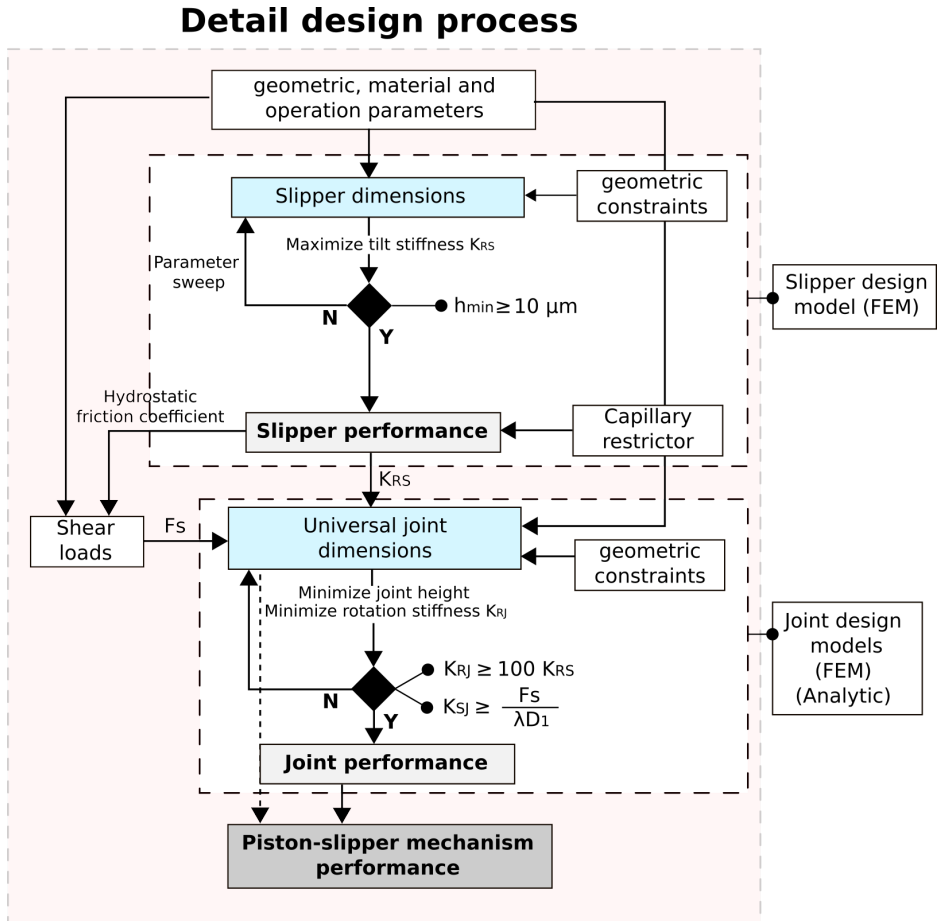 Detail design process
geometric, material and
operation parameters
Slipper dimensions
geometric
constraints
Maximize tilt stiffness KRS
Parameter
sweep
hmin≥10 μm
N
Y
Slipper design
model (FEM)
Hydrostatic
friction coefficient
Slipper performance
Capillary
restrictor
KRS
Shear
loads
Fs
Universal joint
dimensions
geometric
constraints
Minimize joint height
Minimize rotation stiffness KRJ
KRJ ≥ 100 KRS
KSJ ≥ Fs
λD1
N
Y
Joint design
models
(FEM)
(Analytic)
Joint performance
Piston-slipper mechanism
performance